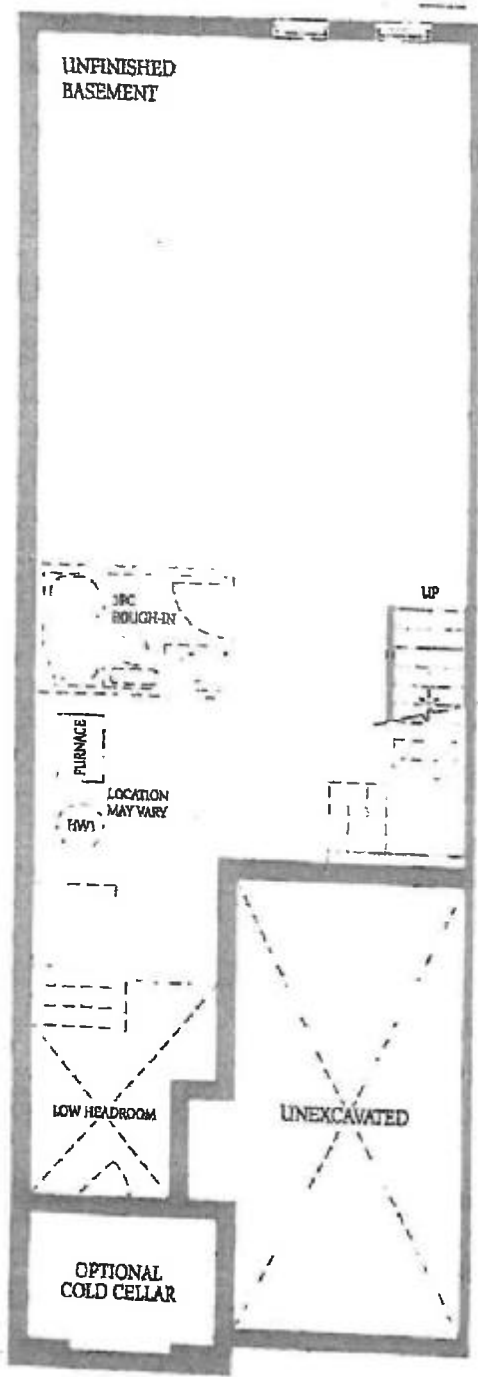 UNFINISHED
BASEMENT
3PC
ROUGH-IN
UP
FURNACE
LOCATION
MAY VARY
HWT
LOW HEADROOM
UNEXCAVATED
OPTIONAL
COLD CELLAR